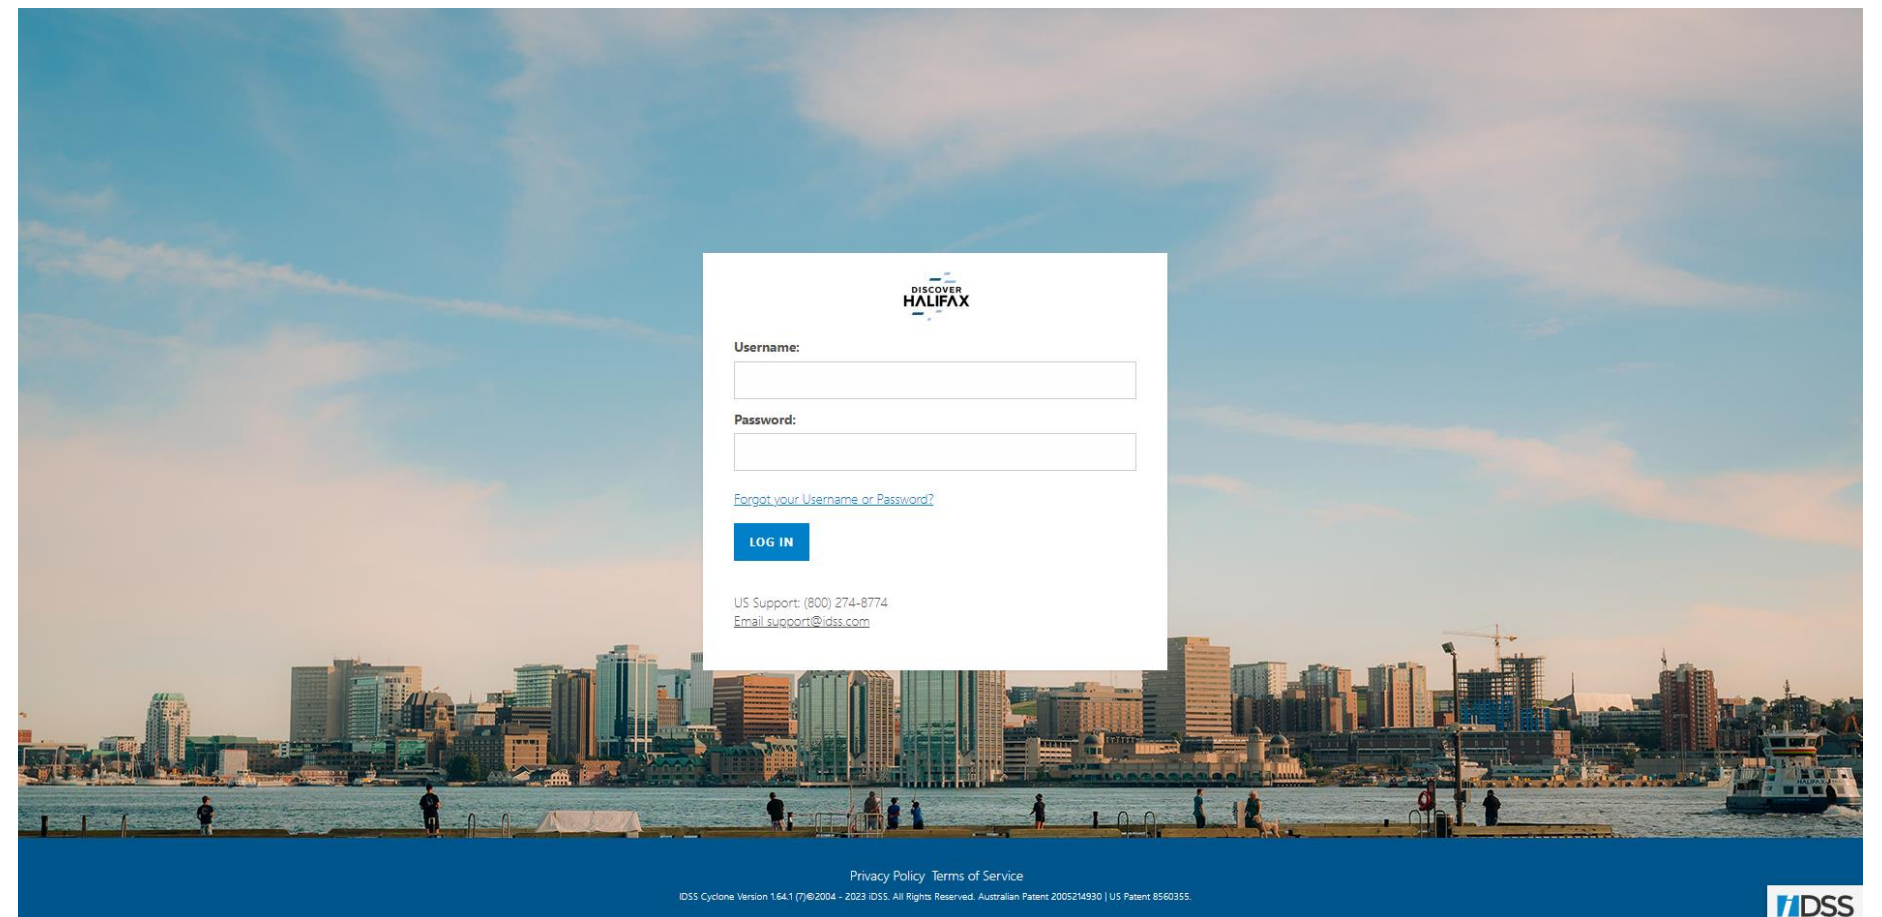 DISCOVER
HALIFAX
Username:
Password:
Forgot your Username or Password?
LOG IN
US Support: (800) 274-8774
Email support@idss.com
HALIFAX
Privacy Policy Terms of Service
IDSS Cyclone Version 1.64.1 (7)©2004 - 2023 iDSS. All Rights Reserved. Australian Patent 2005214930 | US Patent 8560355.
iDSS